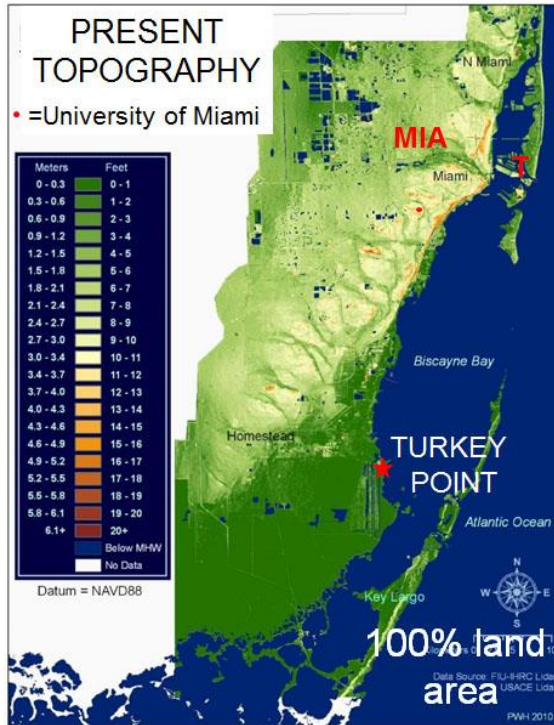 PRESENT
TOPOGRAPHY
• =University of Miami
Meters Feet
0 - 0.3 0 - 1
0.3 - 0.6 1 - 2
0.6 - 0.9 2 - 3
0.9 - 1.2 3 - 4
1.2 - 1.5 4 - 5
1.5 - 1.8 5 - 6
1.8 - 2.1 6 - 7
2.1 - 2.4 7 - 8
2.4 - 2.7 8 - 9
2.7 - 3.0 9 - 10
3.0 - 3.4 10 - 11
3.4 - 3.7 11 - 12
3.7 - 4.0 12 - 13
4.0 - 4.3 13 - 14
4.3 - 4.6 14 - 15
4.6 - 4.9 15 - 16
4.9 - 5.2 16 - 17
5.2 - 5.5 17 - 18
5.5 - 5.8 18 - 19
5.8 - 6.1 19 - 20
6.1+ 20+
Below MHW
No Data
Datum = NAVD88
N Miami
MIA
Miami
T
Biscayne Bay
Homestead
TURKEY
POINT
Atlantic Ocean
N
W E
S
Key Largo
100% land
area
Kilometers 0 5 10
Data Source: FIU-IHRC Lidar
USACE Lidar
PWH 2010